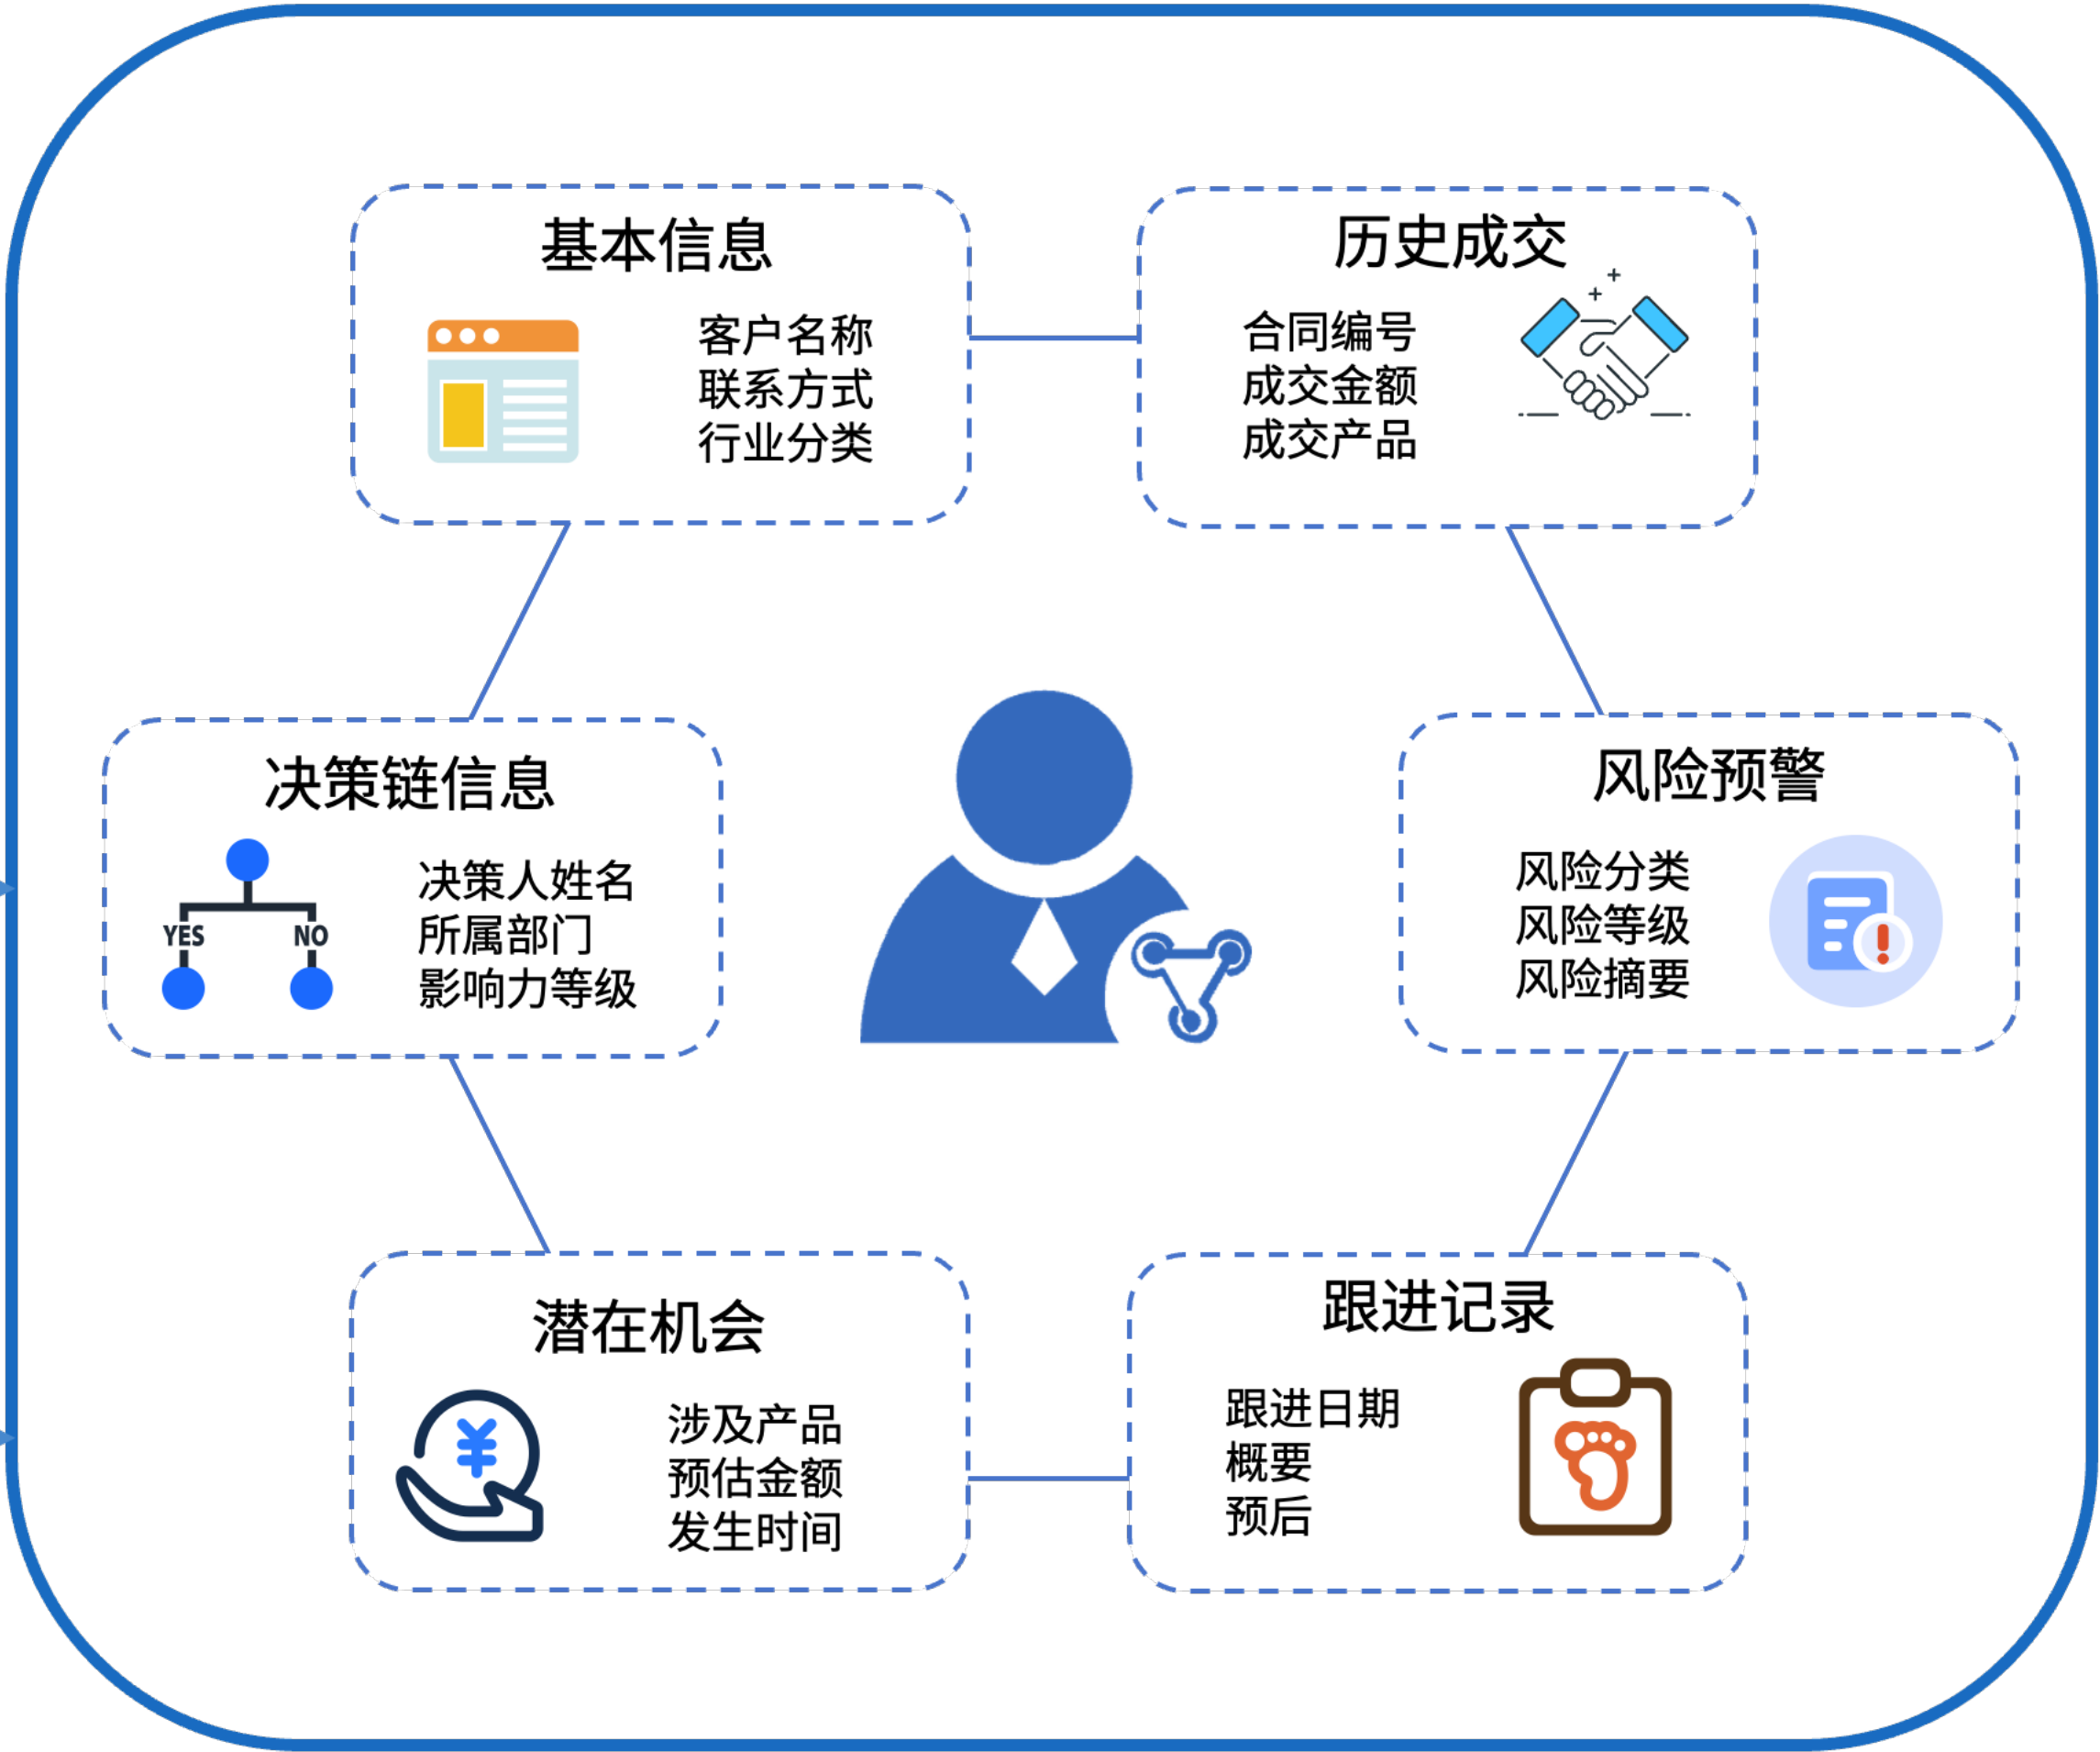 基本信息
客户名称
联系方式
行业分类
历史成交
合同编号
成交金额
成交产品
决策链信息
YES
NO
决策人姓名
所属部门
影响力等级
风险预警
风险分类
风险等级
风险摘要
潜在机会
¥
涉及产品
预估金额
发生时间
跟进记录
跟进日期
概要
预后